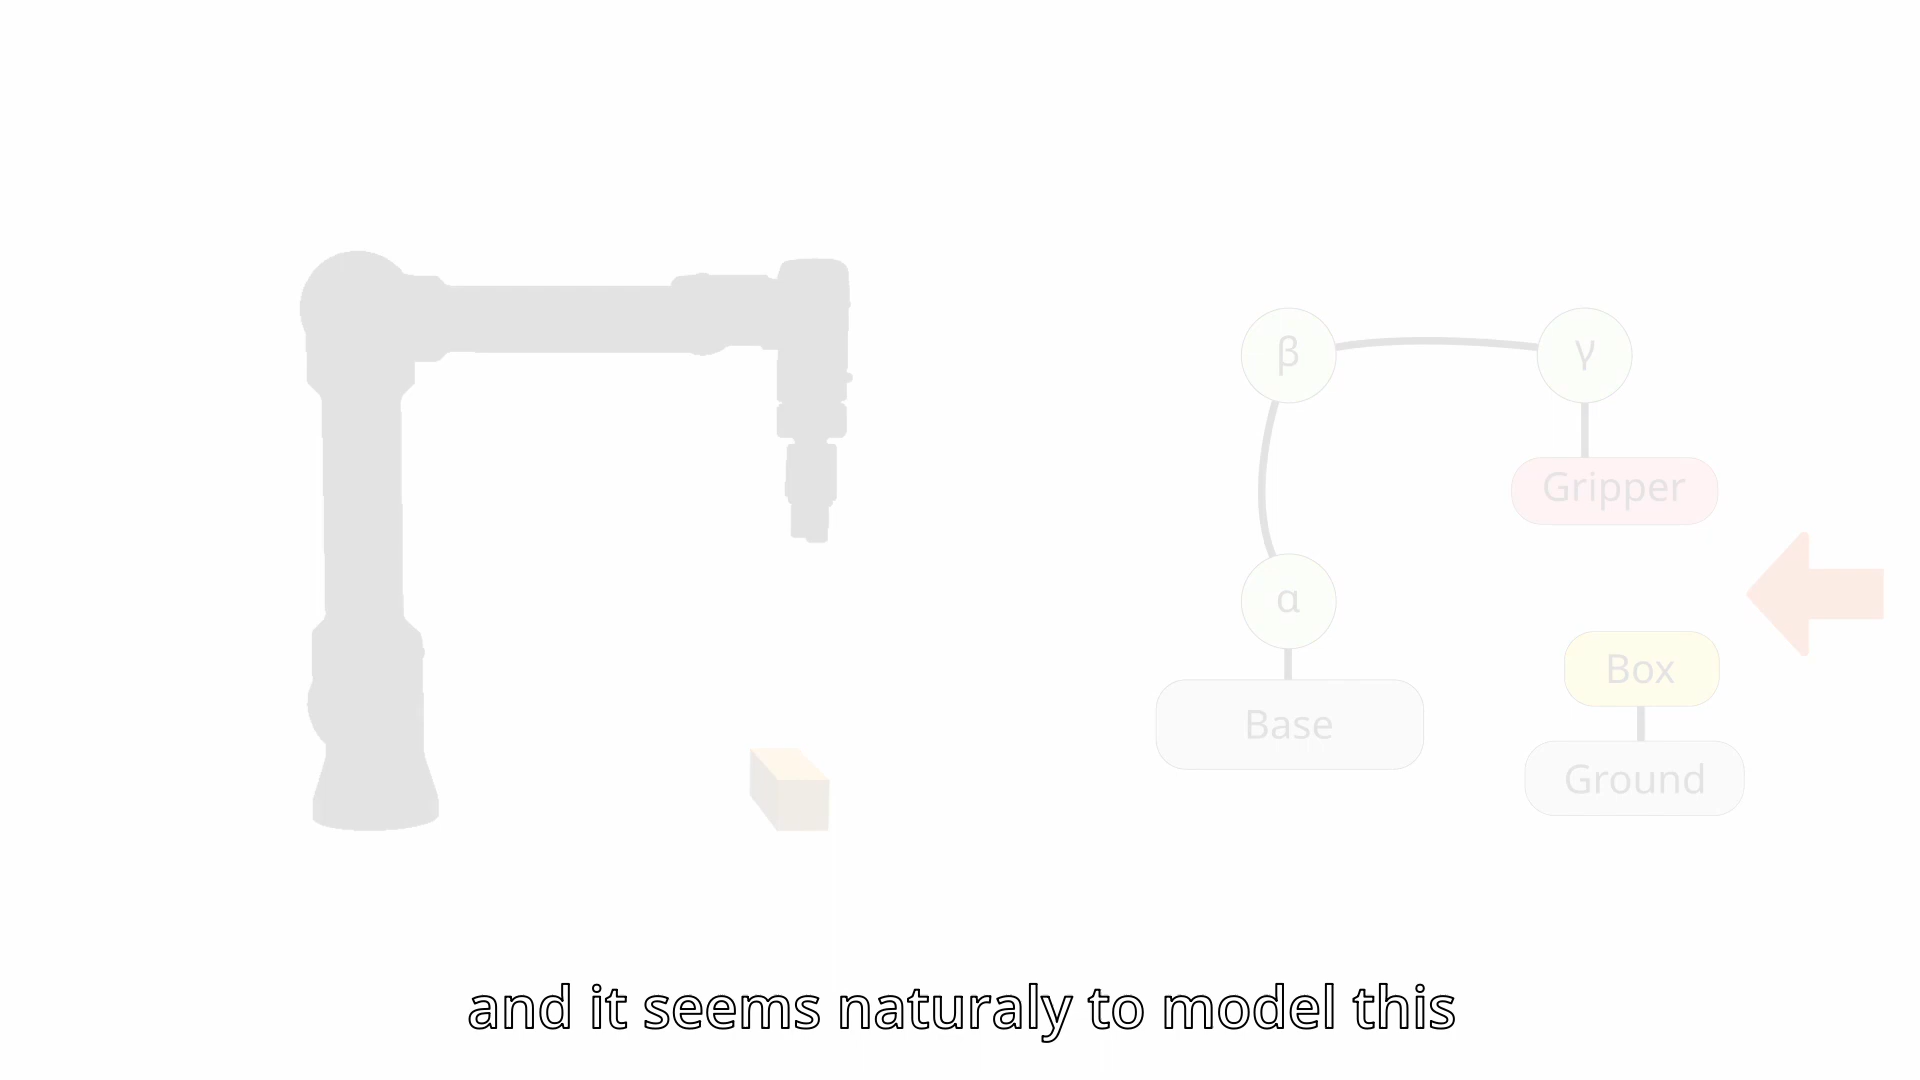 β
γ
Gripper
α
Box
Base
Ground
and it seems naturaly to model this